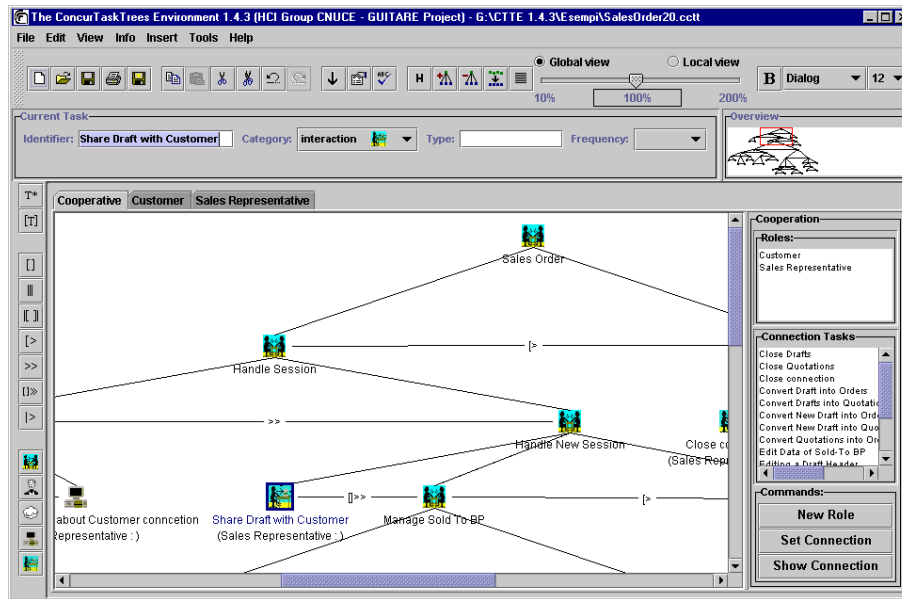 The ConcurTaskTrees Environment 1.4.3 (HCI Group CNUCE - GUITARE Project) - G:\CTTE 1.4.3\Esempi\SalesOrder20.cctt
File Edit View Info Insert Tools Help
Global view Local view
10% 100% 200%
B Dialog 12
Current Task
Identifier: Share Draft with Customer Category: interaction Type: Frequency:
Overview
Cooperative Customer Sales Representative
T*
[T]
[]
|||
|[]|
[>
>>
[]>>
|>
Sales Order
Handle Session
[>
>>
Handle New Session
Close co
(Sales Repr
about Customer conncetion
Representative : )
Share Draft with Customer
(Sales Representative : )
[]>>
Manage Sold To BP
[>
Cooperation
Roles:
Customer
Sales Representative
Connection Tasks
Close Drafts
Close Quotations
Close connection
Convert Draft into Orders
Convert Drafts into Quotatio
Convert New Draft into Orde
Convert New Draft into Quo
Convert Quotations into Ord
Edit Data of Sold-To BP
Editing a Draft Header
Commands:
New Role
Set Connection
Show Connection